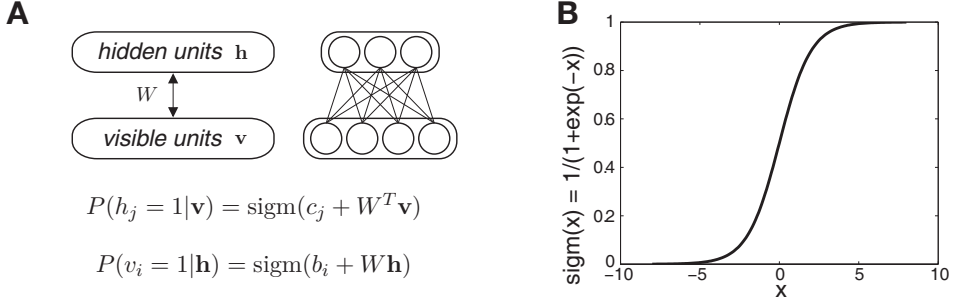 A
hidden units h
W
visible units v
P(h_j = 1|v) = sigm(c_j + W^T v)
P(v_i = 1|h) = sigm(b_i + Wh)
B
sigm(x) = 1/(1+exp(−x))
1
0.8
0.6
0.4
0.2
0
−10
−5
0
5
10
x